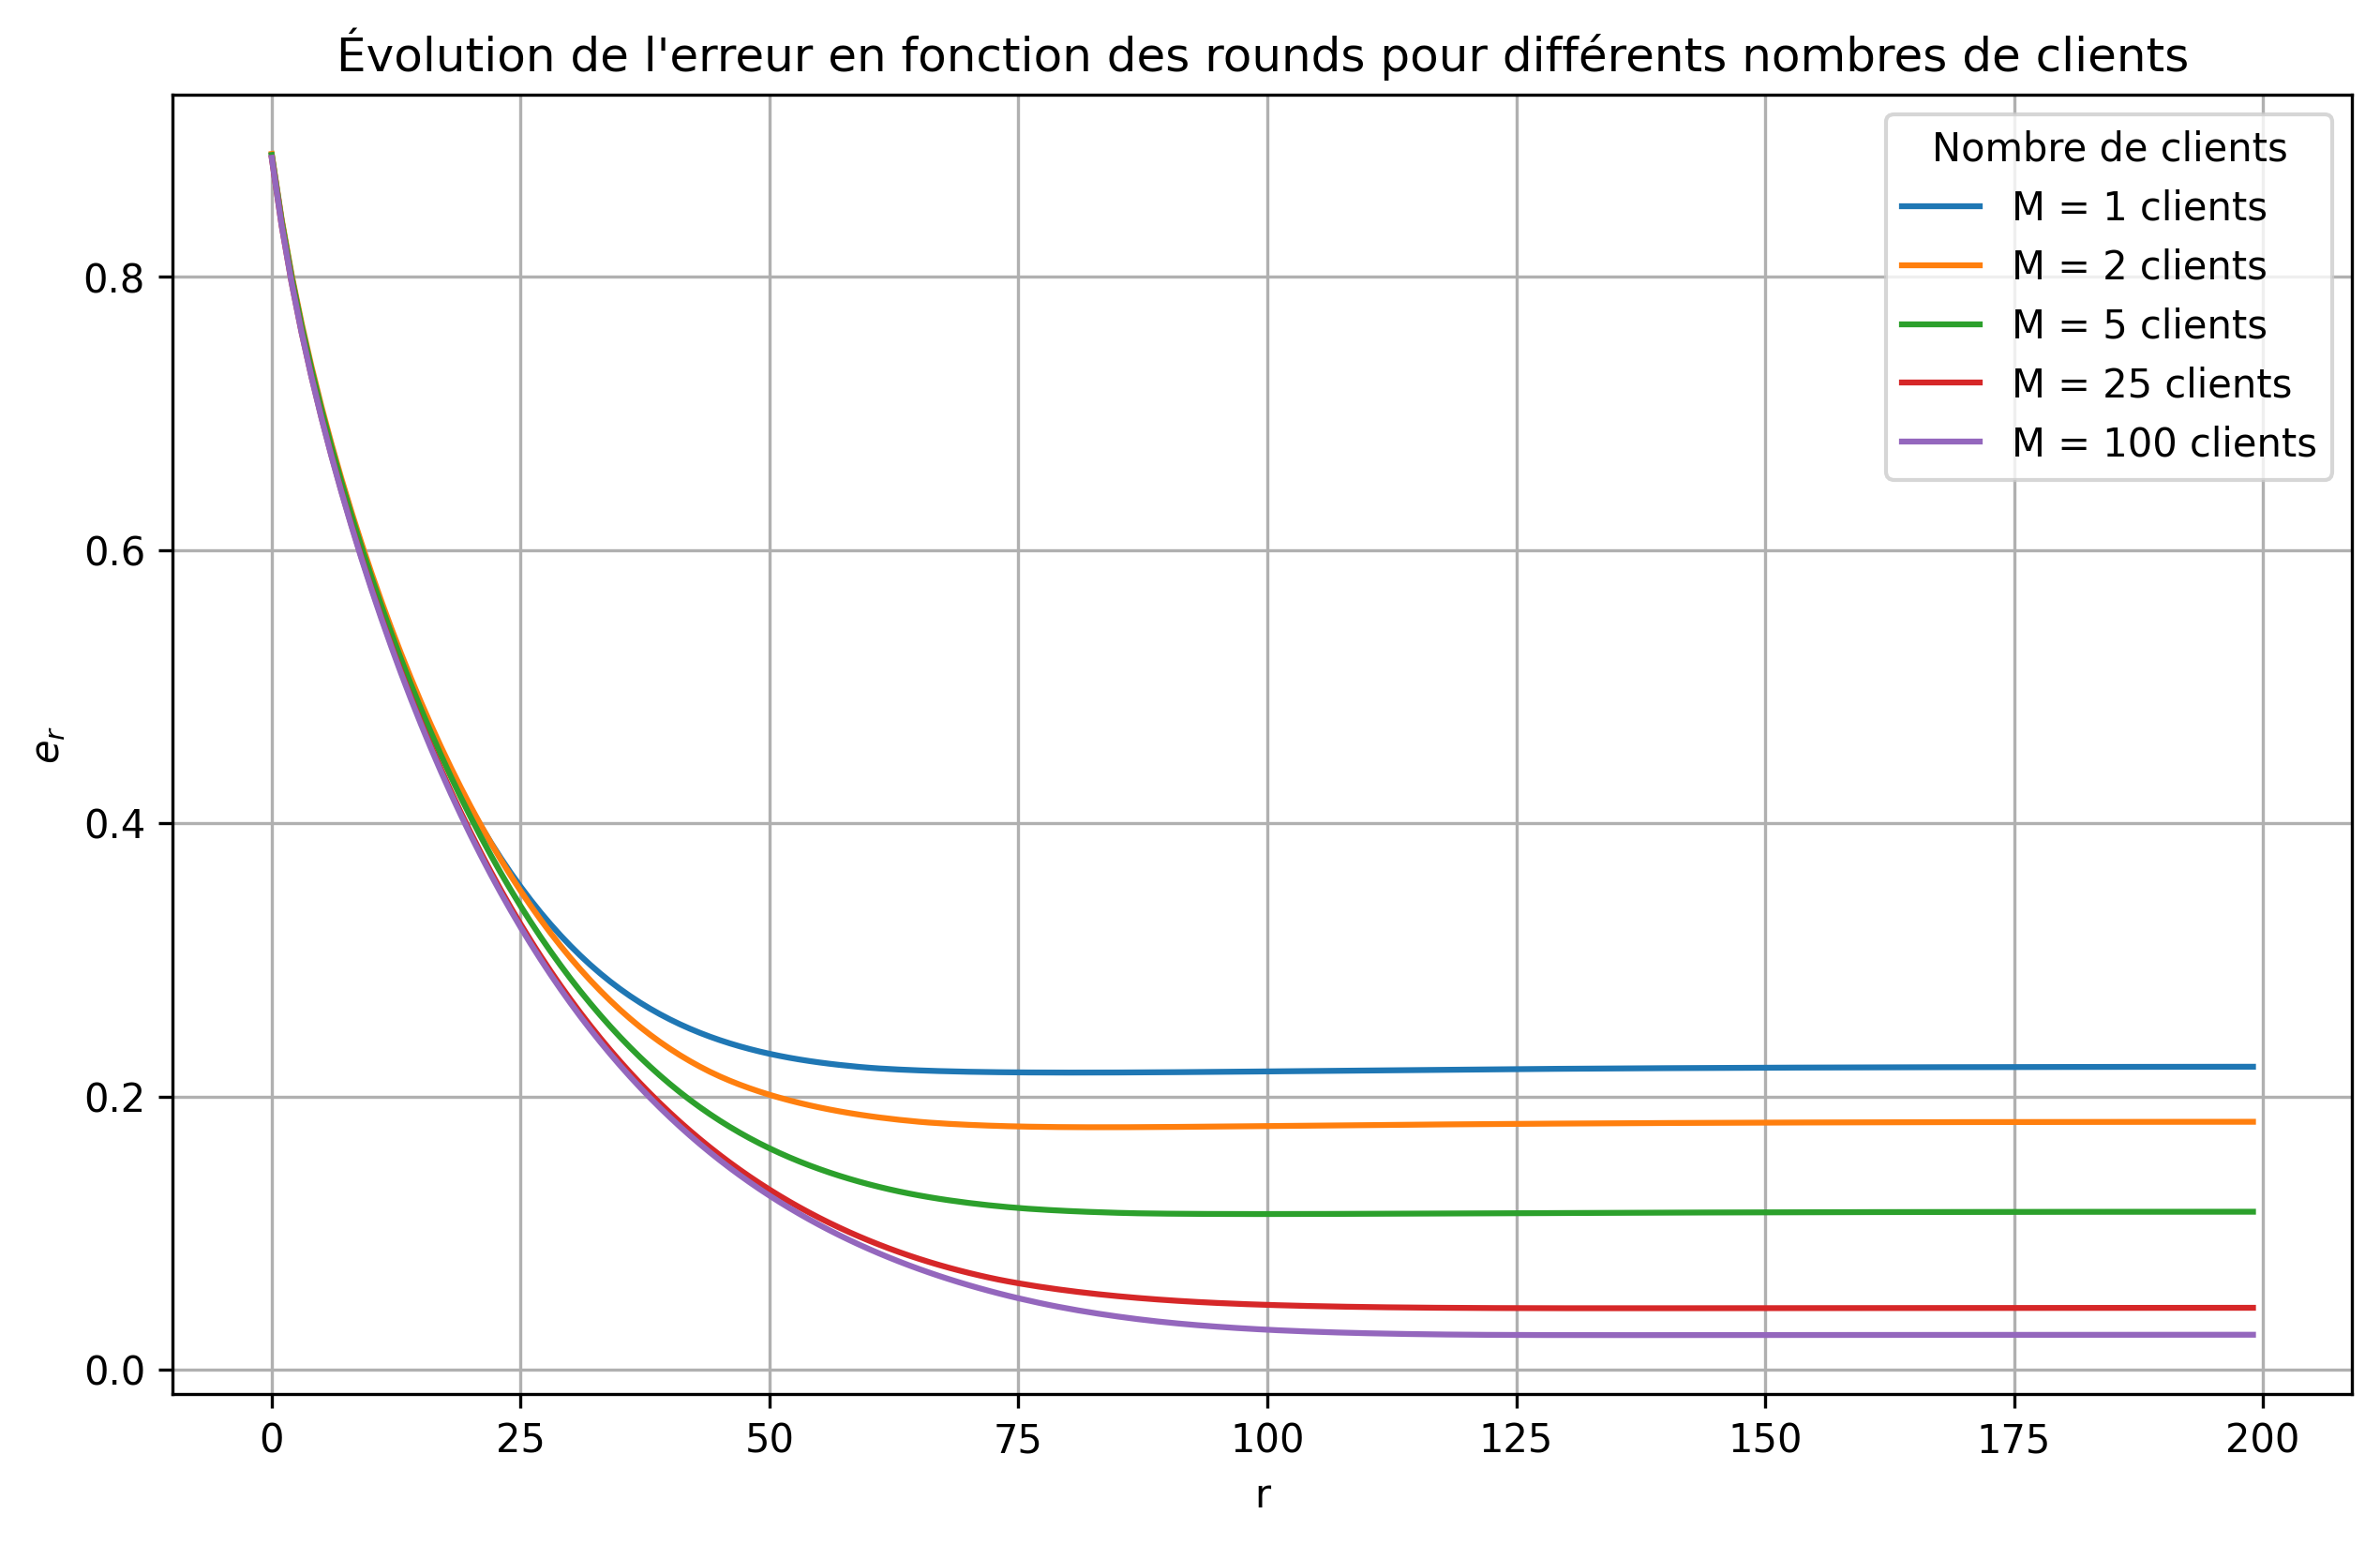 Évolution de l'erreur en fonction des rounds pour différents nombres de clients
Nombre de clients
M = 1 clients
M = 2 clients
M = 5 clients
M = 25 clients
M = 100 clients
0.8
0.6
0.4
0.2
0.0
e_r
0 25 50 75 100 125 150 175 200
r